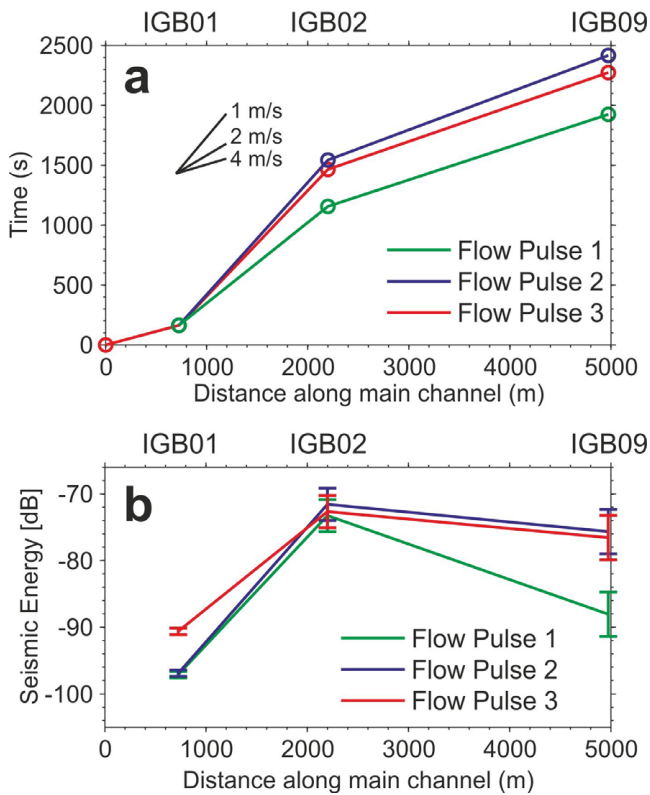 IGB01 IGB02 IGB09
2500
a
2000
1 m/s
2 m/s
1500
4 m/s
Time (s)
1000
Flow Pulse 1
500
Flow Pulse 2
Flow Pulse 3
0
0 1000 2000 3000 4000 5000
Distance along main channel (m)
IGB01 IGB02 IGB09
-70
b
-80
Seismic Energy [dB]
-90
Flow Pulse 1
Flow Pulse 2
-100
Flow Pulse 3
0 1000 2000 3000 4000 5000
Distance along main channel (m)